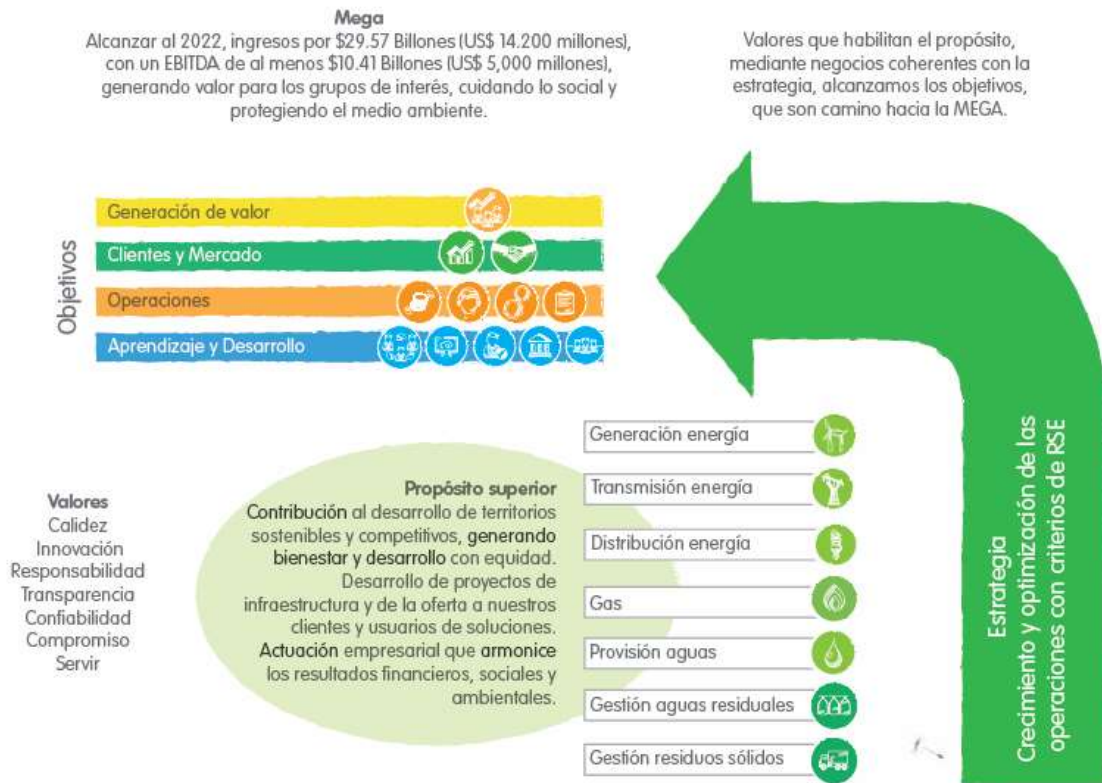 Mega
Alcanzar al 2022, ingresos por $29.57 Billones (US$ 14.200 millones),
con un EBITDA de al menos $10.41 Billones (US$ 5,000 millones),
generando valor para los grupos de interés, cuidando lo social y
protegiendo el medio ambiente.
Valores que habilitan el propósito,
mediante negocios coherentes con la
estrategia, alcanzamos los objetivos,
que son camino hacia la MEGA.
Objetivos
Generación de valor
Clientes y Mercado
Operaciones
Aprendizaje y Desarrollo
Valores
Calidez
Innovación
Responsabilidad
Transparencia
Confiabilidad
Compromiso
Servir
Propósito superior
Contribución al desarrollo de territorios
sostenibles y competitivos, generando
bienestar y desarrollo con equidad.
Desarrollo de proyectos de
infraestructura y de la oferta a nuestros
clientes y usuarios de soluciones.
Actuación empresarial que armonice
los resultados financieros, sociales y
ambientales.
Generación energía
Transmisión energía
Distribución energía
Gas
Provisión aguas
Gestión aguas residuales
Gestión residuos sólidos
Estrategia
Crecimiento y optimización de las
operaciones con criterios de RSE